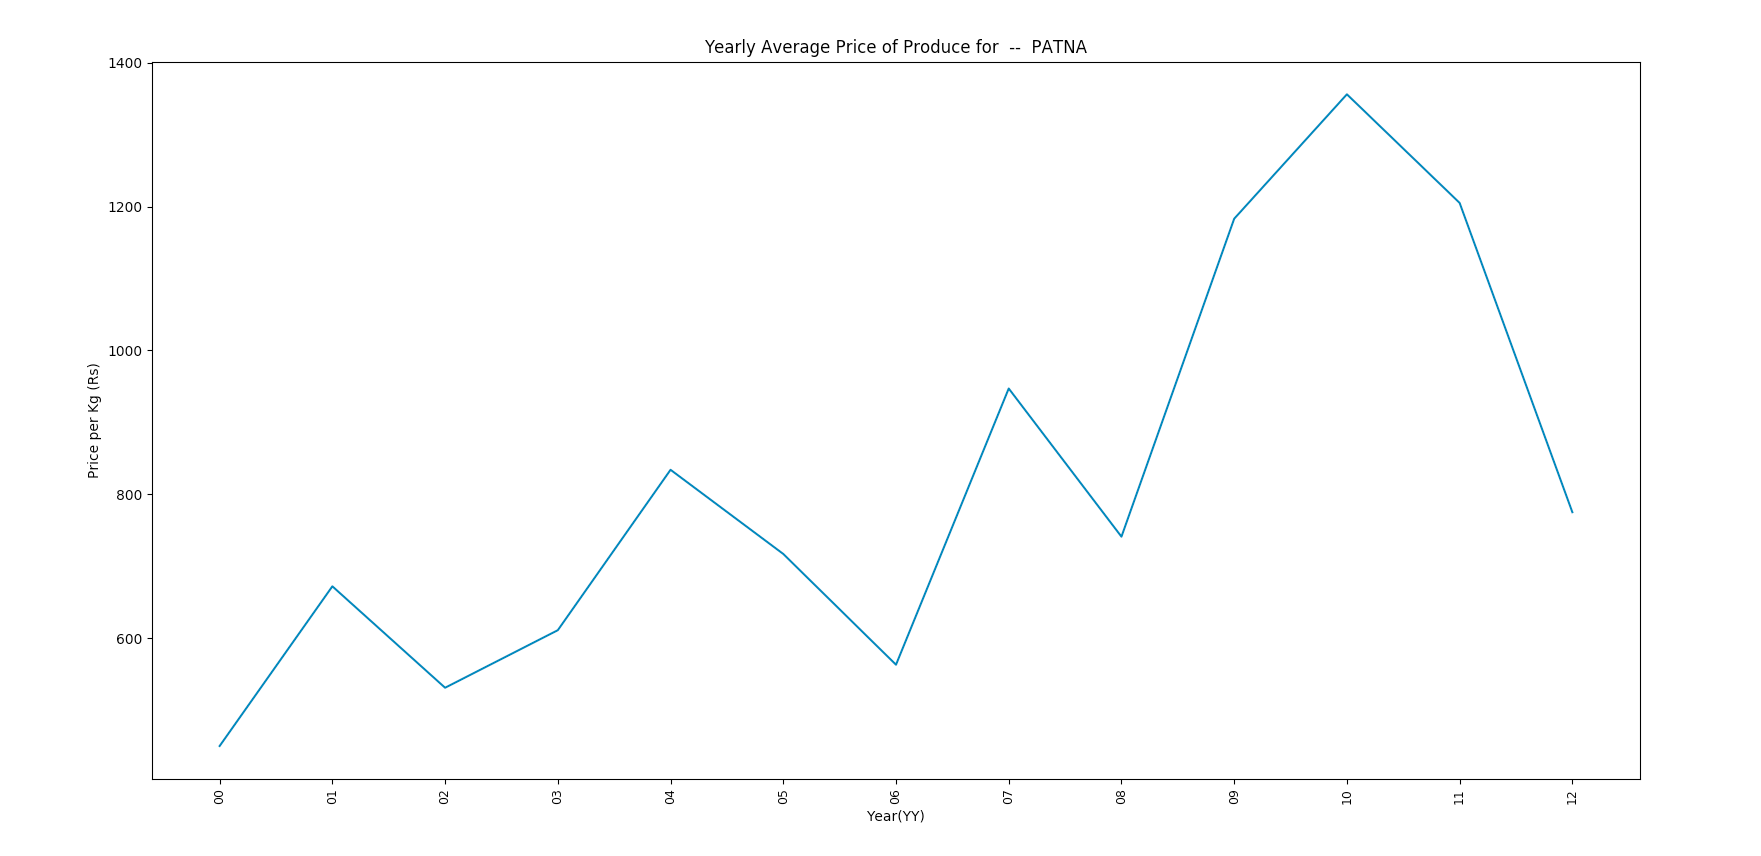 Yearly Average Price of Produce for  --  PATNA
1400
1200
1000
800
600
Price per Kg (Rs)
00 01 02 03 04 05 06 07 08 09 10 11 12
Year(YY)